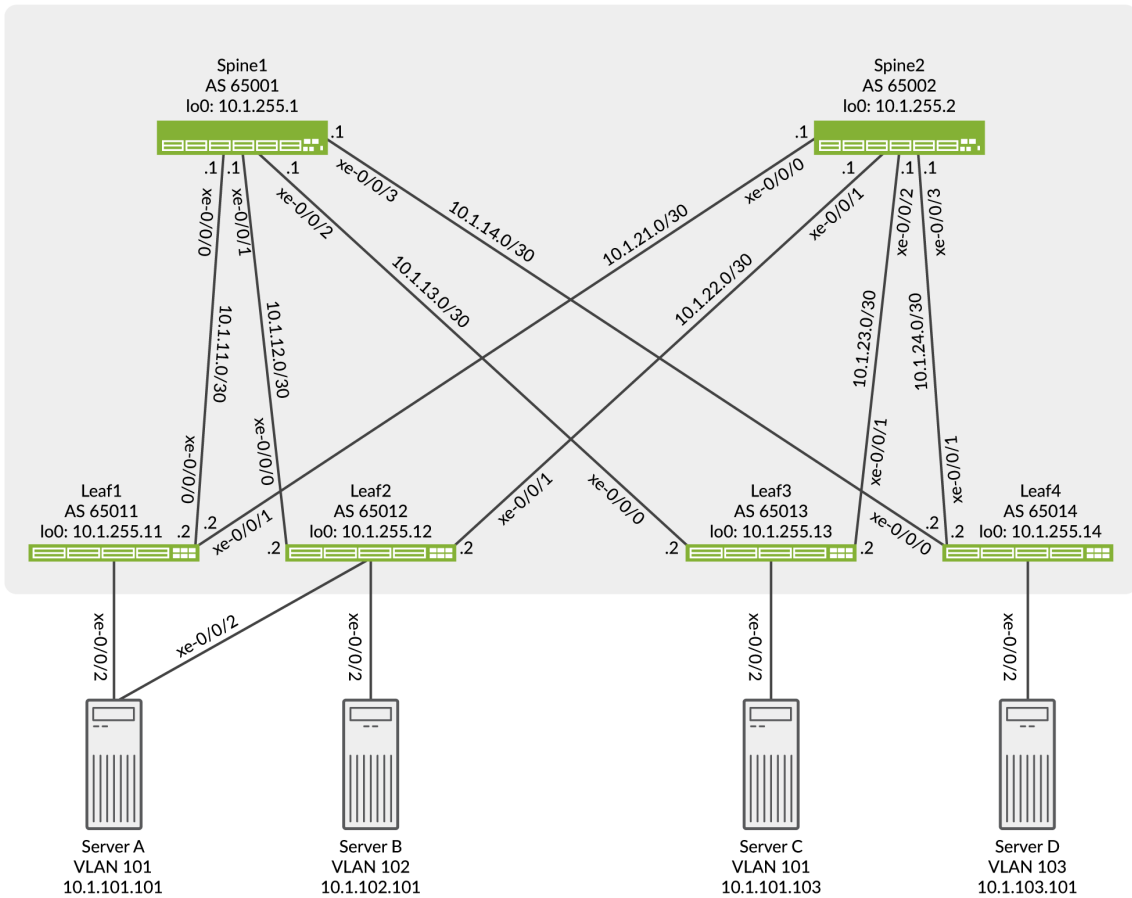 Spine1
AS 65001
lo0: 10.1.255.1
Spine2
AS 65002
lo0: 10.1.255.2
.1
.1
.1
.1
.1
.1
.1
.1
xe-0/0/0
xe-0/0/1
xe-0/0/2
xe-0/0/3
xe-0/0/0
xe-0/0/1
xe-0/0/2
xe-0/0/3
10.1.11.0/30
10.1.12.0/30
10.1.13.0/30
10.1.14.0/30
10.1.21.0/30
10.1.22.0/30
10.1.23.0/30
10.1.24.0/30
xe-0/0/0
xe-0/0/1
xe-0/0/0
xe-0/0/1
xe-0/0/0
xe-0/0/1
xe-0/0/0
xe-0/0/1
Leaf1
AS 65011
lo0: 10.1.255.11
.2
.2
Leaf2
AS 65012
lo0: 10.1.255.12
.2
.2
Leaf3
AS 65013
lo0: 10.1.255.13
.2
.2
Leaf4
AS 65014
lo0: 10.1.255.14
.2
.2
xe-0/0/2
xe-0/0/2
xe-0/0/2
xe-0/0/2
xe-0/0/2
Server A
VLAN 101
10.1.101.101
Server B
VLAN 102
10.1.102.101
Server C
VLAN 101
10.1.101.103
Server D
VLAN 103
10.1.103.101